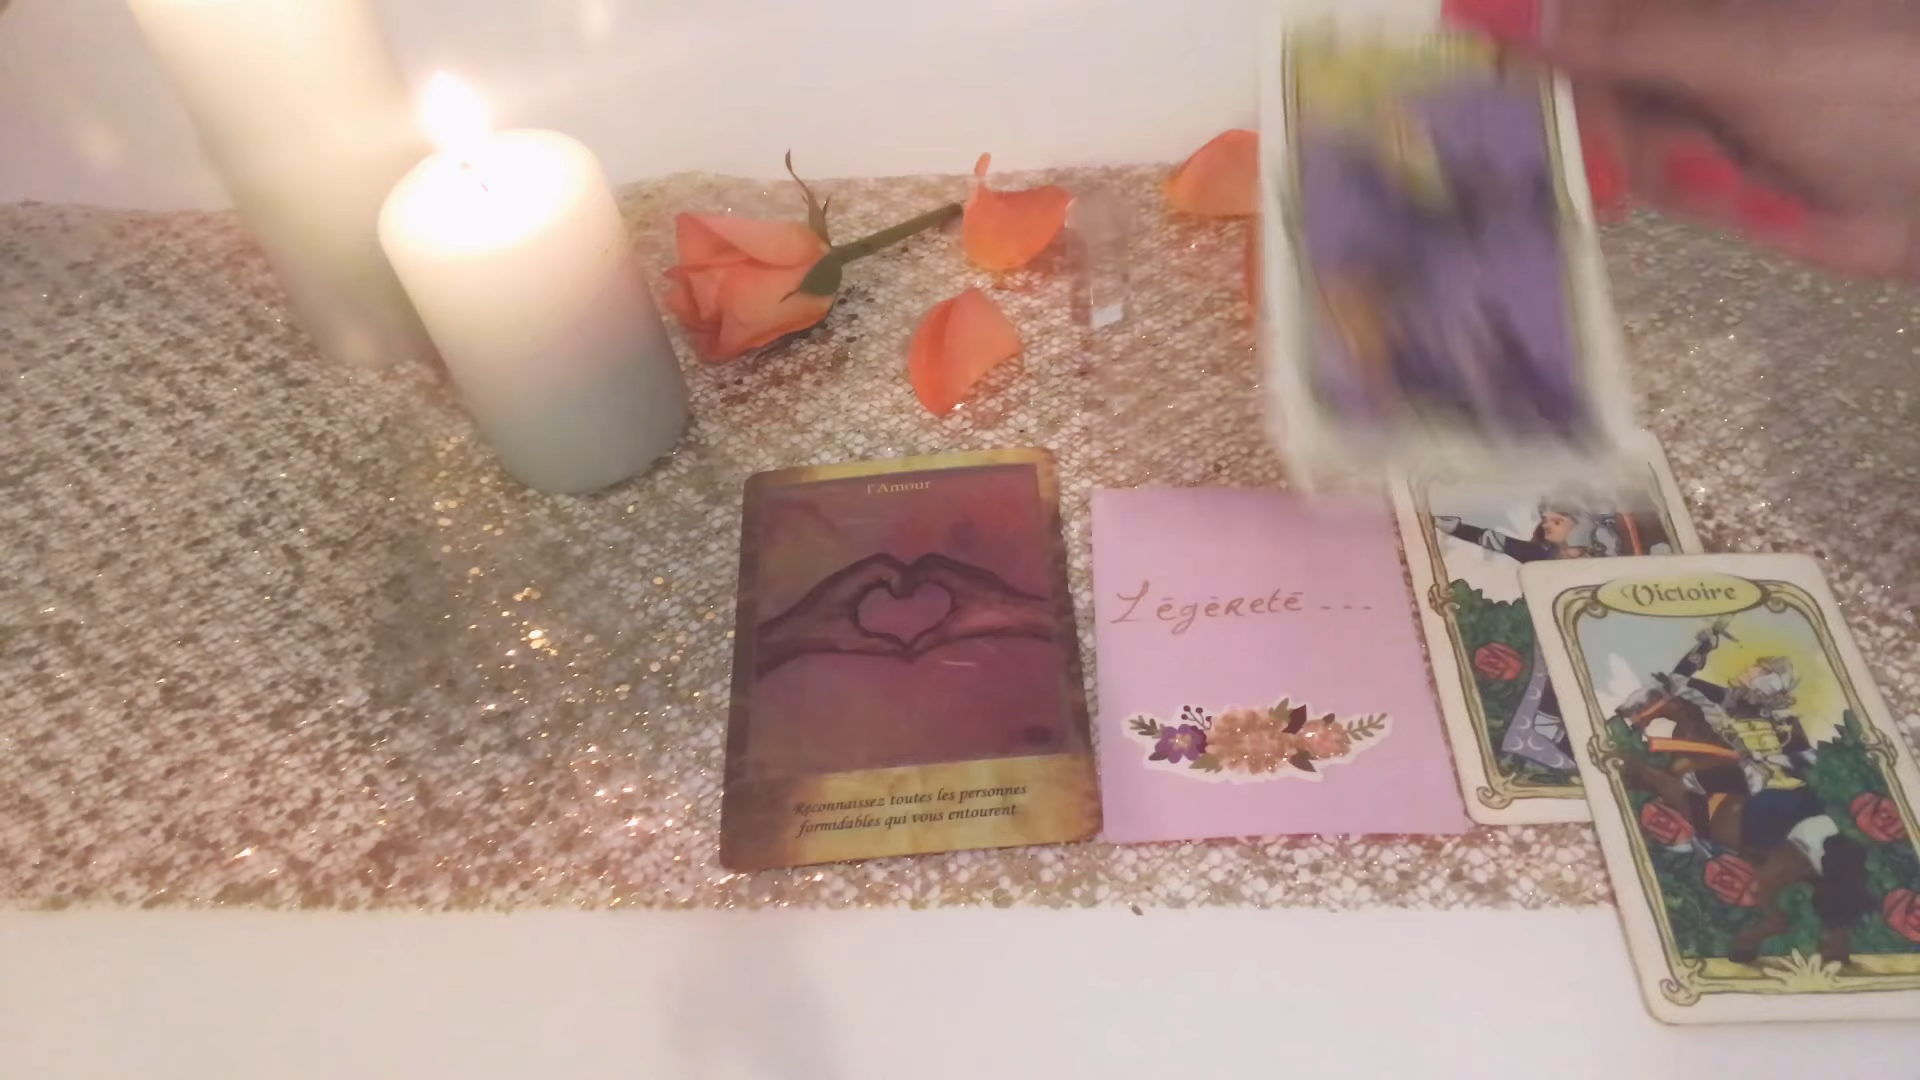 l'Amour
Reconnaissez toutes les personnes
formidables qui vous entourent
Légèreté ...
Victoire